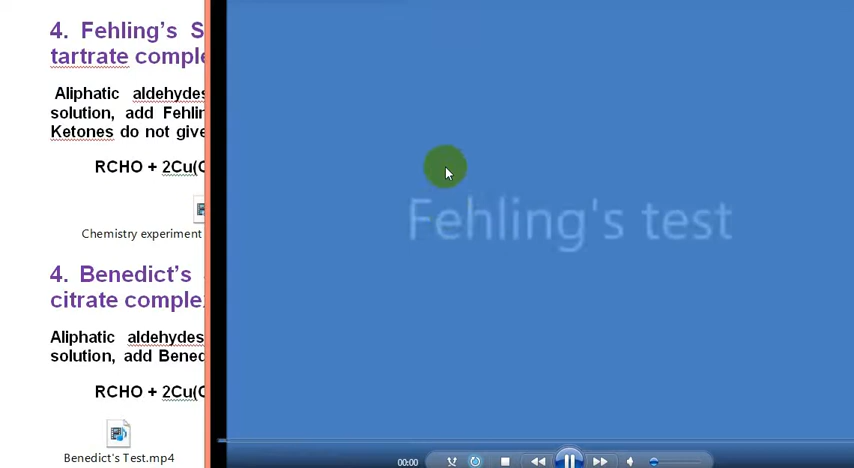 4. Fehling's S
tartrate comple
Aliphatic aldehydes
solution, add Fehlin
Ketones do not give
RCHO + 2Cu(
Chemistry experiment
4. Benedict's
citrate comple
Aliphatic aldehydes
solution, add Bened
RCHO + 2Cu(
Benedict's Test.mp4
Fehling's test
00:00